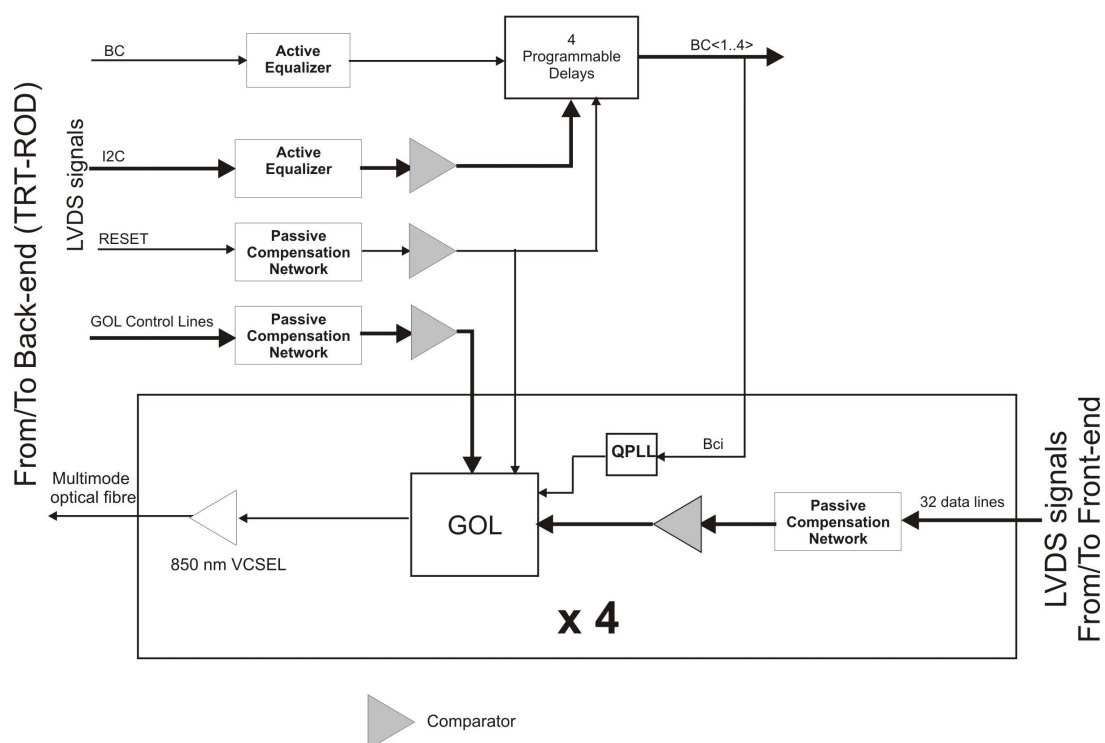 4
Programmable
Delays
BC<1..4>
BC
Active
Equalizer
I2C
Active
Equalizer
RESET
Passive
Compensation
Network
GOL Control Lines
Passive
Compensation
Network
From/To Back-end (TRT-ROD)
LVDS signals
QPLL
Bci
Multimode
optical fibre
850 nm VCSEL
GOL
Passive
Compensation
Network
32 data lines
LVDS signals
From/To Front-end
x 4
Comparator